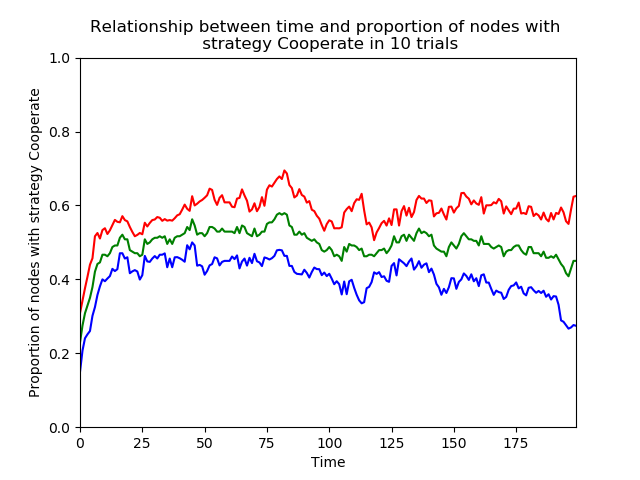 Relationship between time and proportion of nodes with
strategy Cooperate in 10 trials
Proportion of nodes with strategy Cooperate
1.0
0.8
0.6
0.4
0.2
0.0
0 25 50 75 100 125 150 175
Time